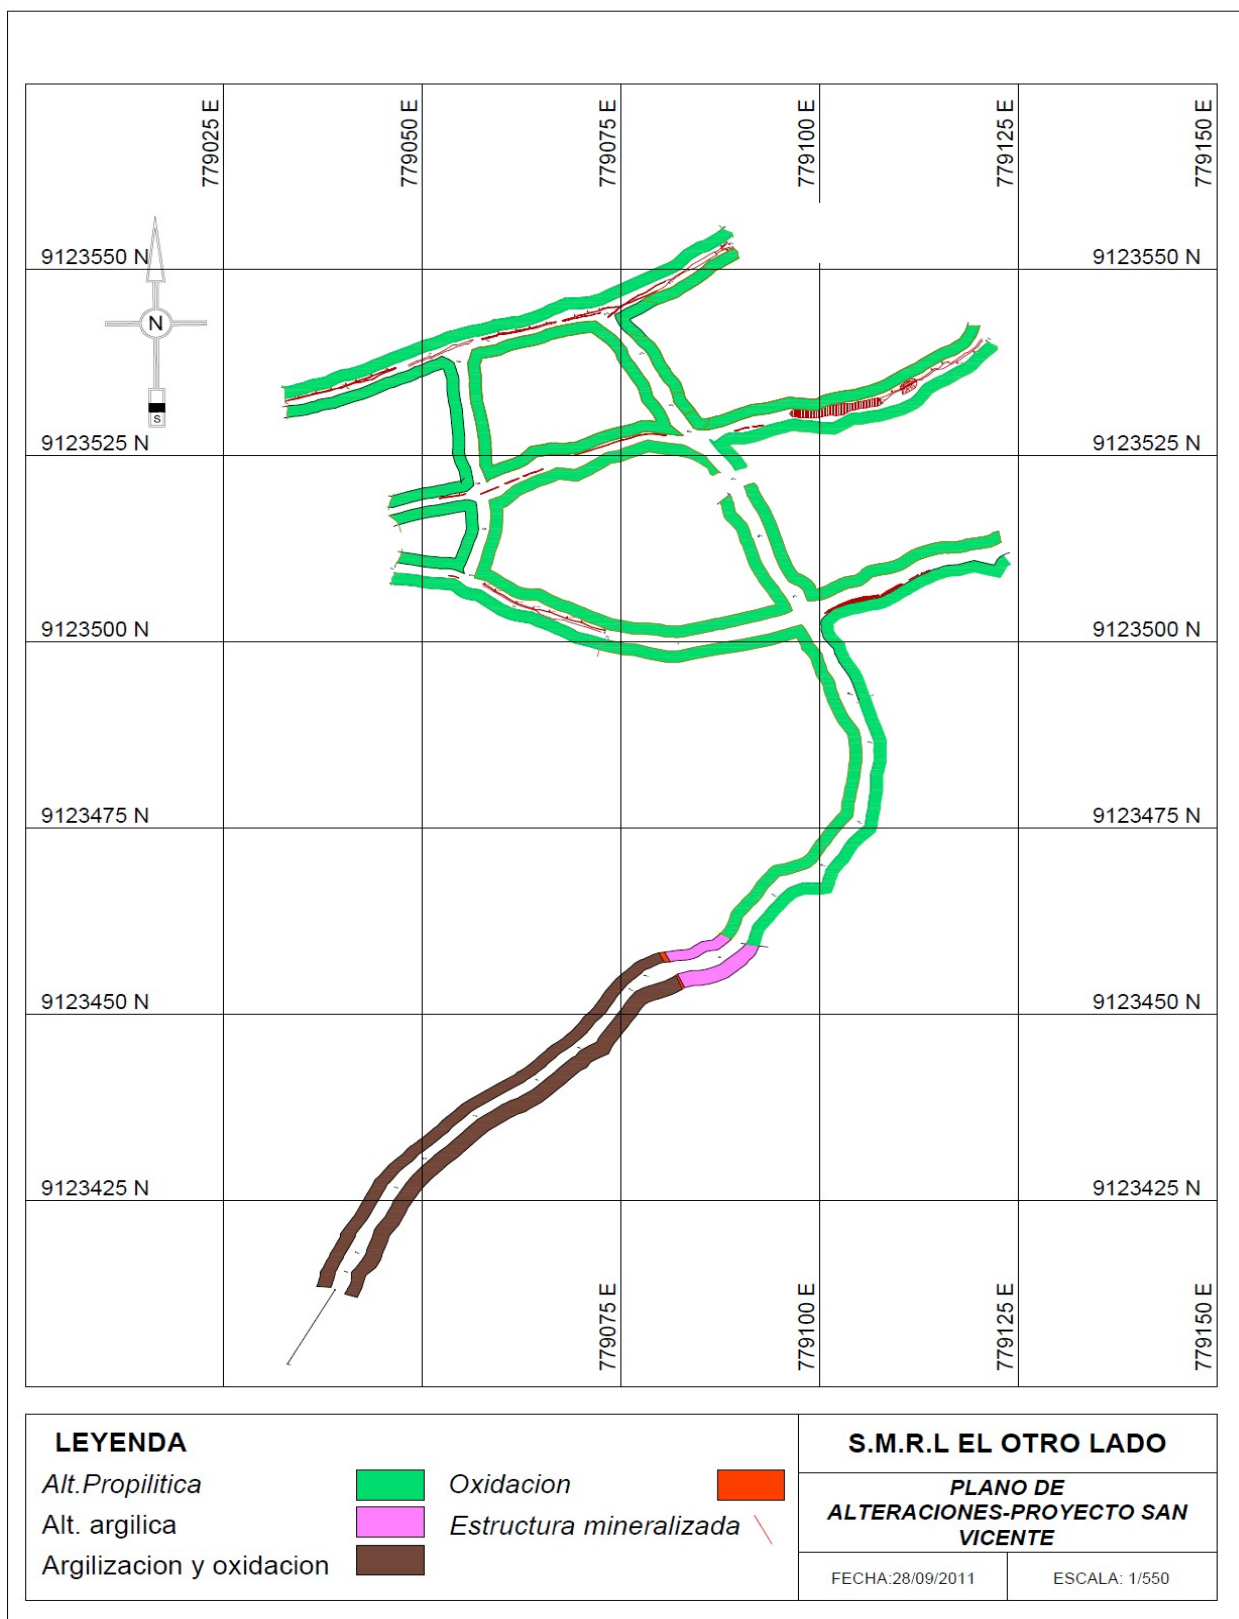 779025 E
779050 E
779075 E
779100 E
779125 E
779150 E
9123550 N
9123550 N
N
S
9123525 N
9123525 N
9123500 N
9123500 N
9123475 N
9123475 N
9123450 N
9123450 N
9123425 N
9123425 N
779075 E
779100 E
779125 E
779150 E
LEYENDA
Alt.Propilitica
Oxidacion
Alt. argilica
Estructura mineralizada
Argilizacion y oxidacion
S.M.R.L EL OTRO LADO
PLANO DE
ALTERACIONES-PROYECTO SAN
VICENTE
FECHA:28/09/2011
ESCALA: 1/550